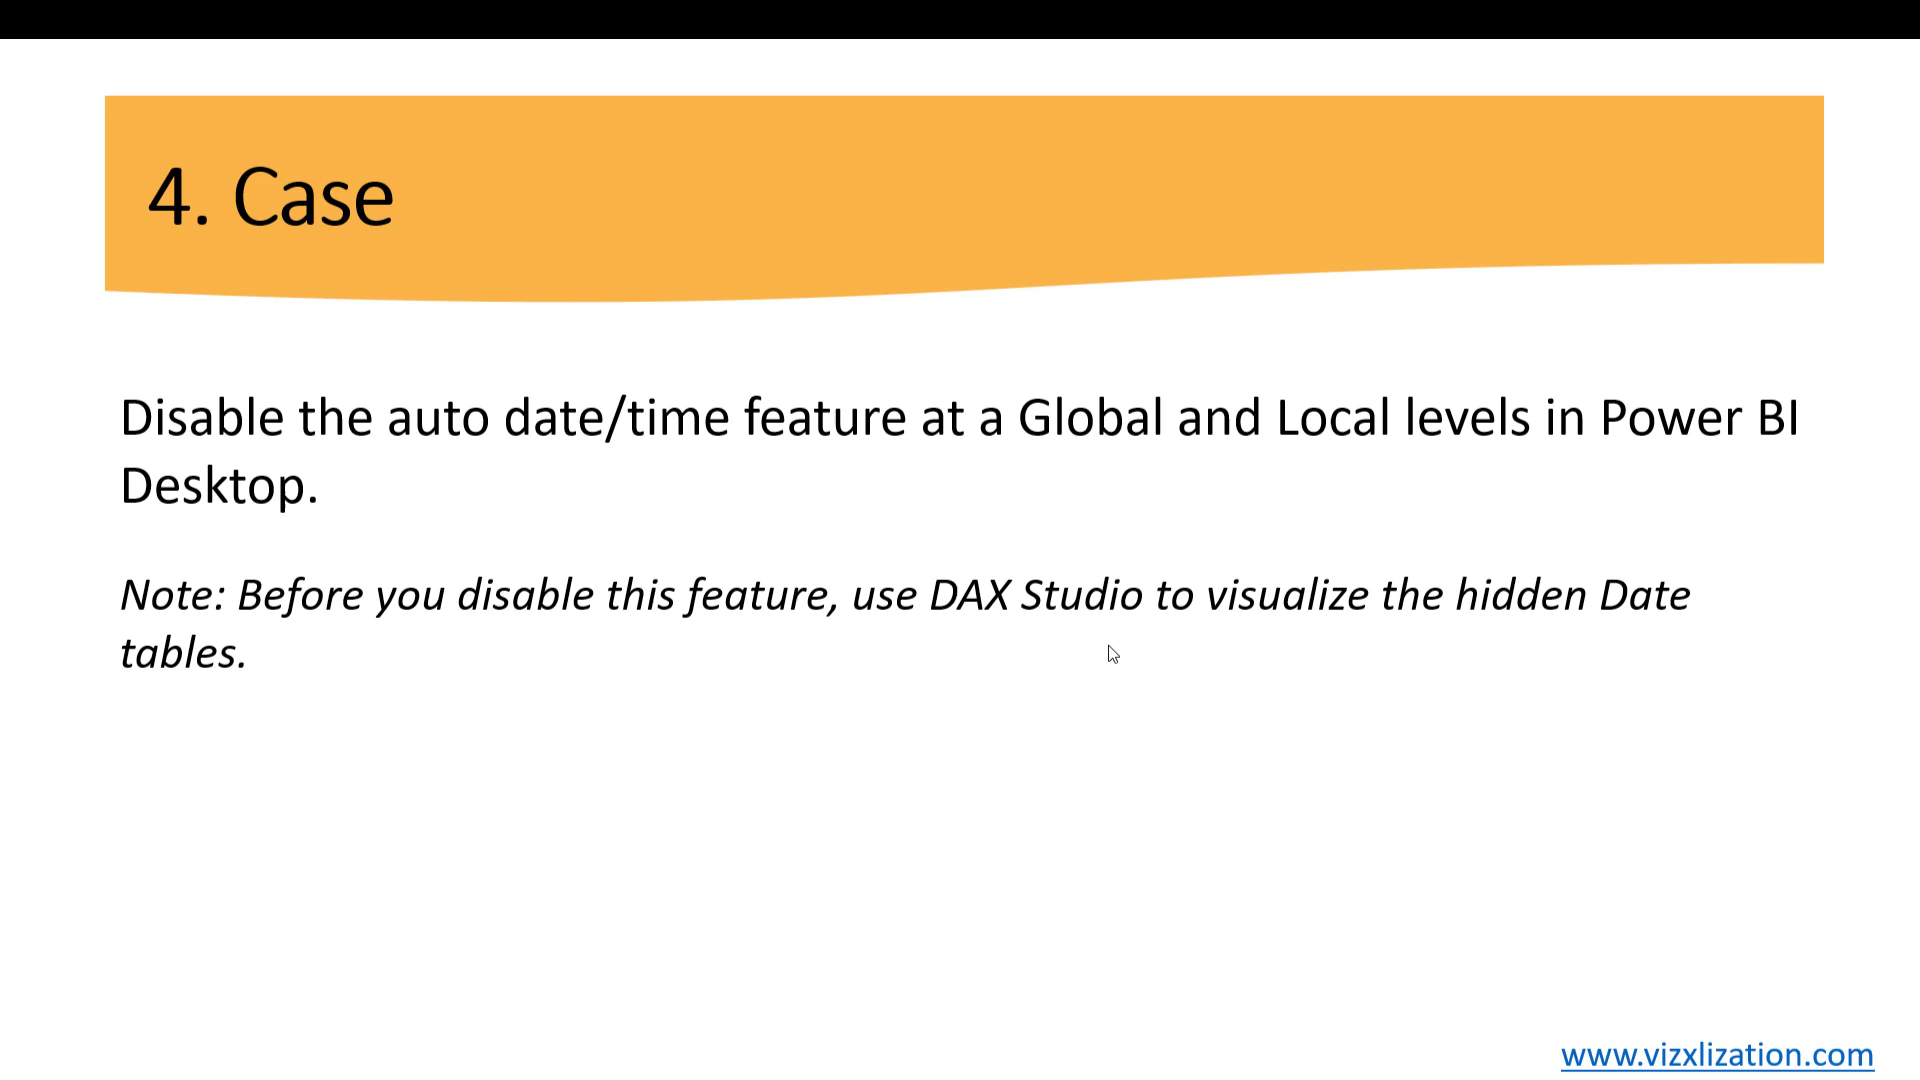 4. Case
Disable the auto date/time feature at a Global and Local levels in Power BI
Desktop.
Note: Before you disable this feature, use DAX Studio to visualize the hidden Date
tables.
www.vizxlization.com